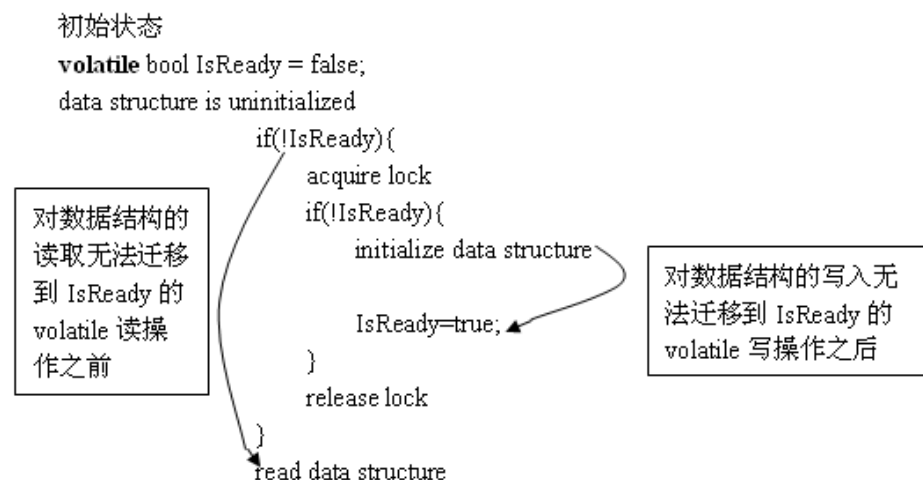 初始状态
volatile bool IsReady = false;
data structure is uninitialized
if(!IsReady){
acquire lock
if(!IsReady){
initialize data structure
IsReady=true;
}
release lock
}
read data structure
对数据结构的
读取无法迁移
到 IsReady 的
volatile 读操
作之前
对数据结构的写入无
法迁移到 IsReady 的
volatile 写操作之后